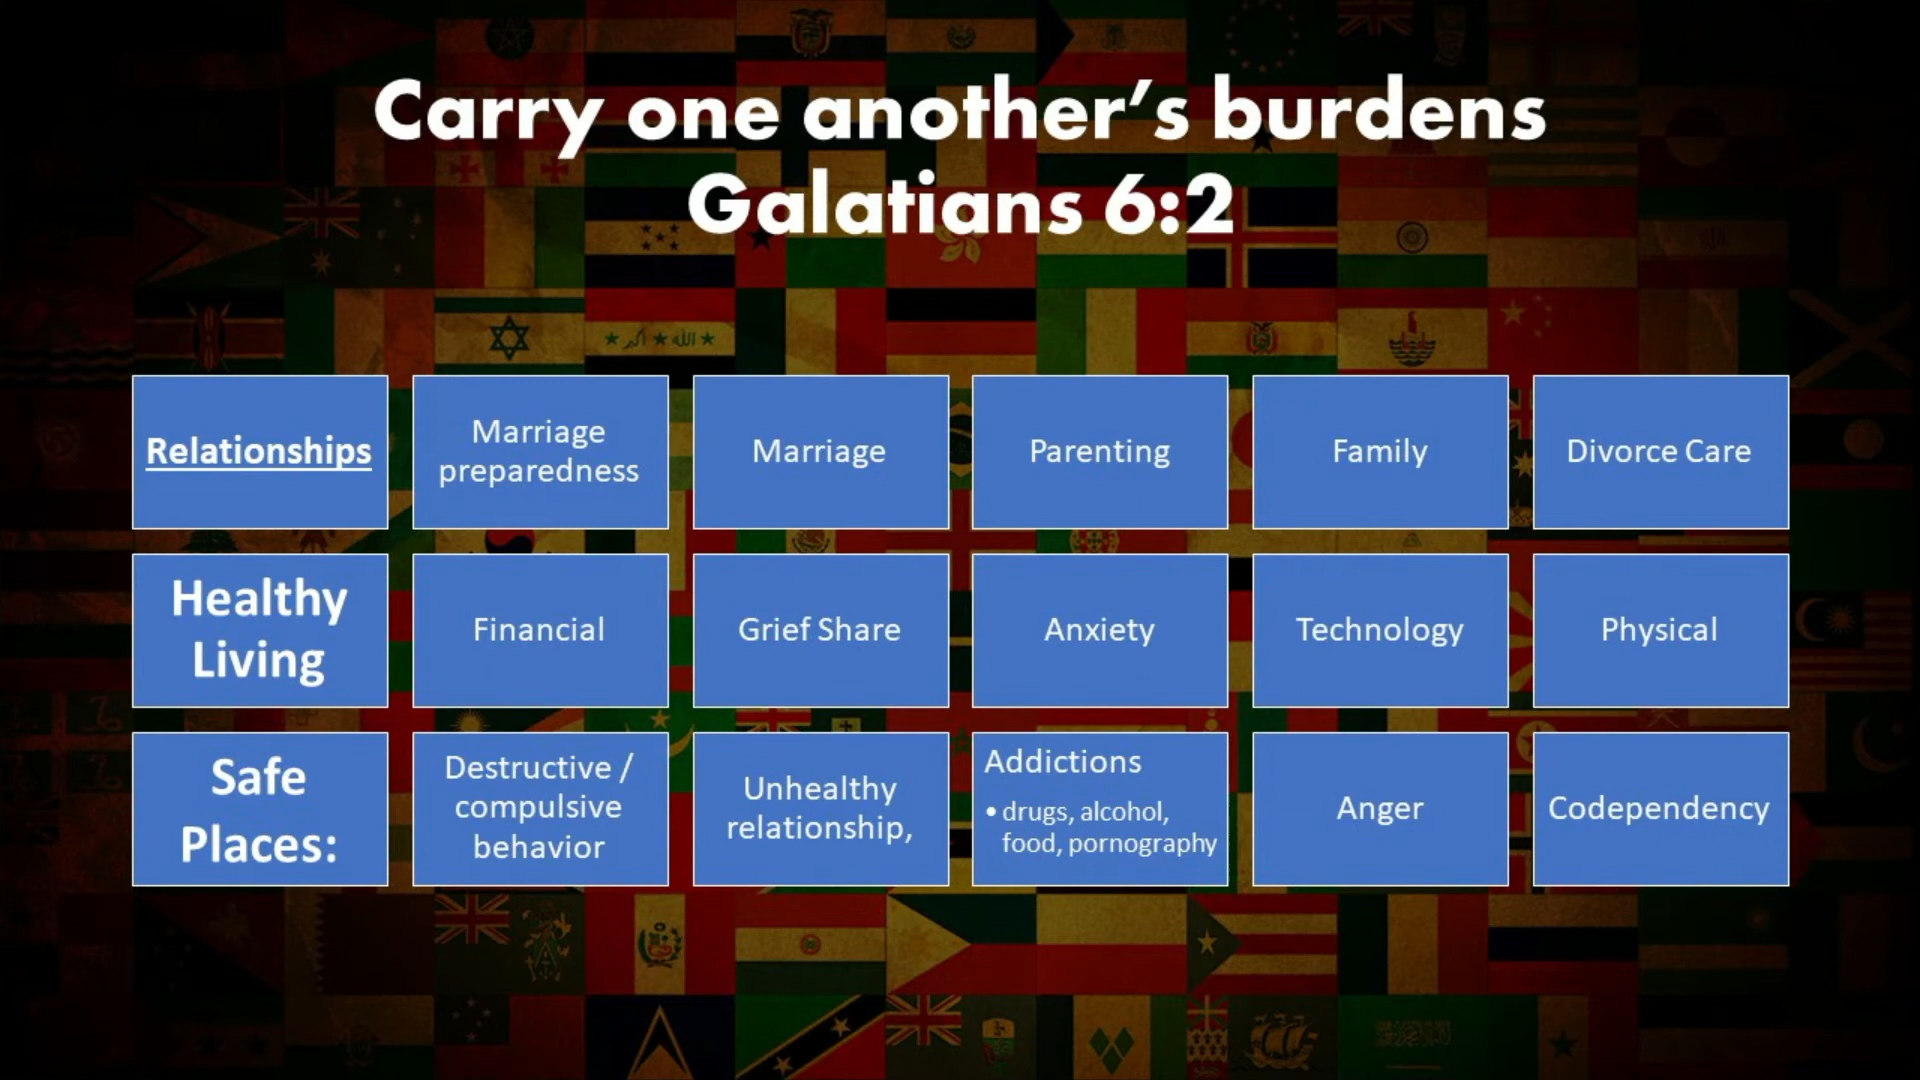 Carry one another’s burdens
Galatians 6:2
Relationships
Marriage
preparedness
Marriage
Parenting
Family
Divorce Care
Healthy
Living
Financial
Grief Share
Anxiety
Technology
Physical
Safe
Places:
Destructive /
compulsive
behavior
Unhealthy
relationship,
Addictions
• drugs, alcohol,
food, pornography
Anger
Codependency